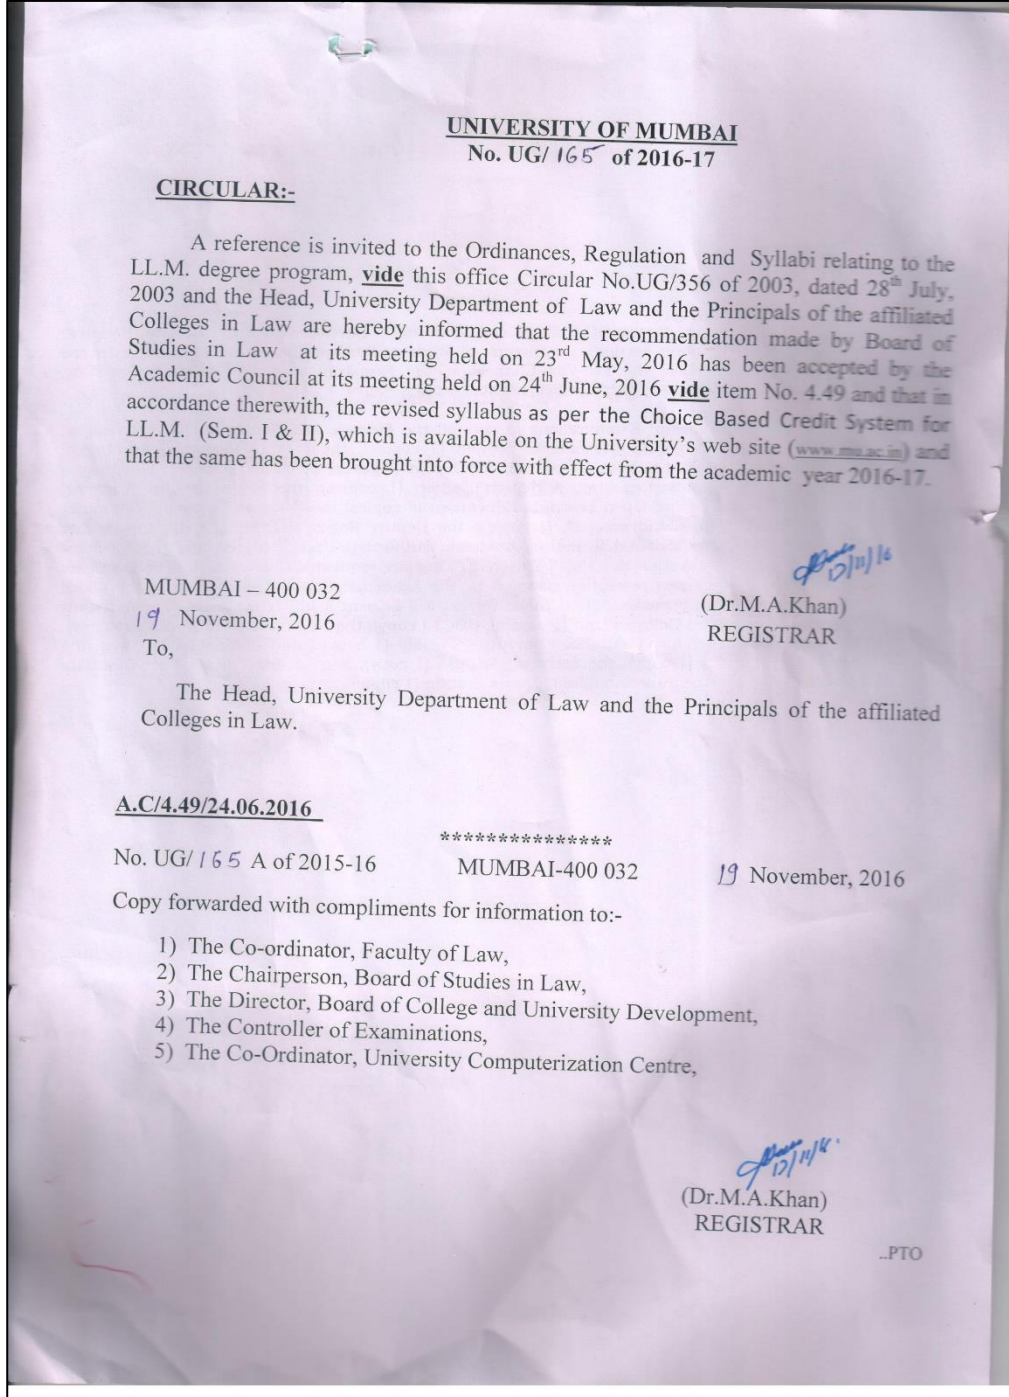 UNIVERSITY OF MUMBAI
No. UG/ 165 of 2016-17
CIRCULAR:-
A reference is invited to the Ordinances, Regulation and Syllabi relating to the
LL.M. degree program, vide this office Circular No.UG/356 of 2003, dated 28th July,
2003 and the Head, University Department of Law and the Principals of the affiliated
Colleges in Law are hereby informed that the recommendation made by Board of
Studies in Law at its meeting held on 23rd May, 2016 has been accepted by the
Academic Council at its meeting held on 24th June, 2016 vide item No. 4.49 and that in
accordance therewith, the revised syllabus as per the Choice Based Credit System for
LL.M. (Sem. I & II), which is available on the University's web site (www.mu.ac.in) and
that the same has been brought into force with effect from the academic year 2016-17.
MUMBAI – 400 032
19 November, 2016
(Dr.M.A.Khan)
REGISTRAR
To,
The Head, University Department of Law and the Principals of the affiliated
Colleges in Law.
A.C/4.49/24.06.2016
***************
No. UG/ 165 A of 2015-16 MUMBAI-400 032 19 November, 2016
Copy forwarded with compliments for information to:-
1) The Co-ordinator, Faculty of Law,
2) The Chairperson, Board of Studies in Law,
3) The Director, Board of College and University Development,
4) The Controller of Examinations,
5) The Co-Ordinator, University Computerization Centre,
(Dr.M.A.Khan)
REGISTRAR
..PTO